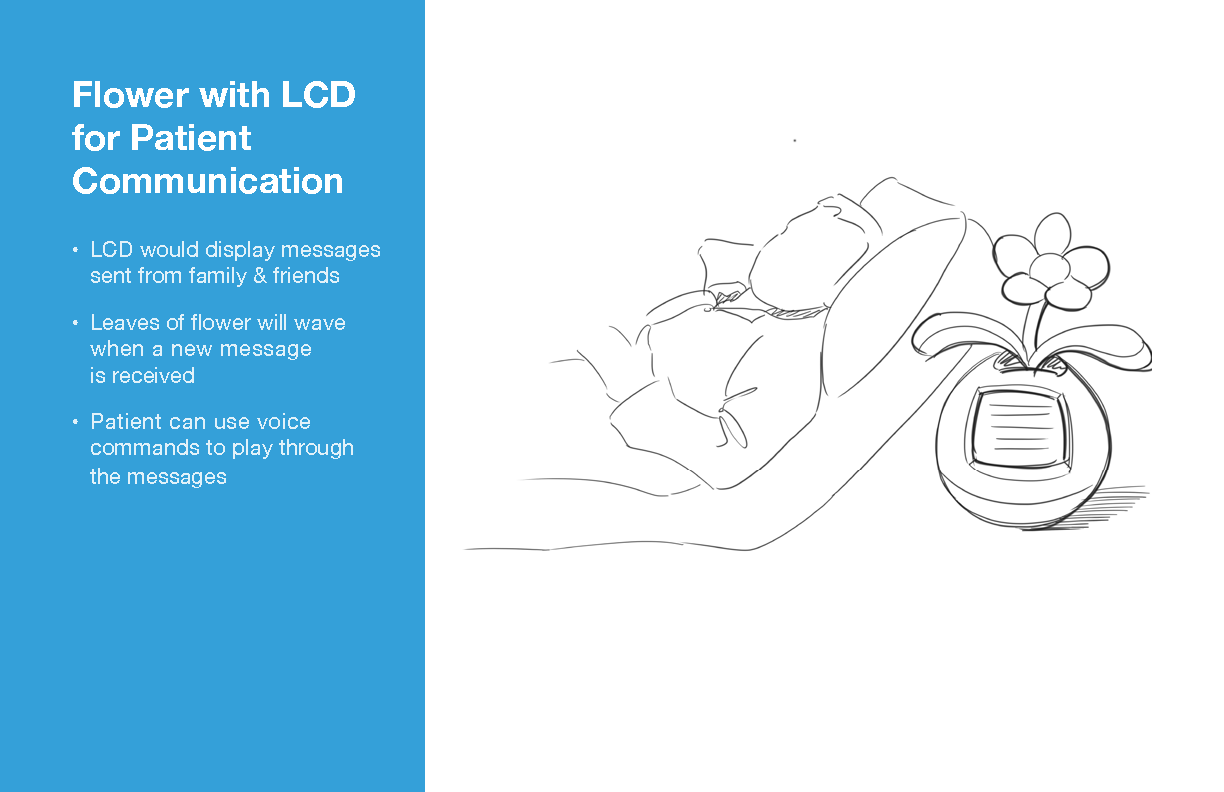 Flower with LCD
for Patient
Communication
• LCD would display messages
sent from family & friends
• Leaves of flower will wave
when a new message
is received
• Patient can use voice
commands to play through
the messages